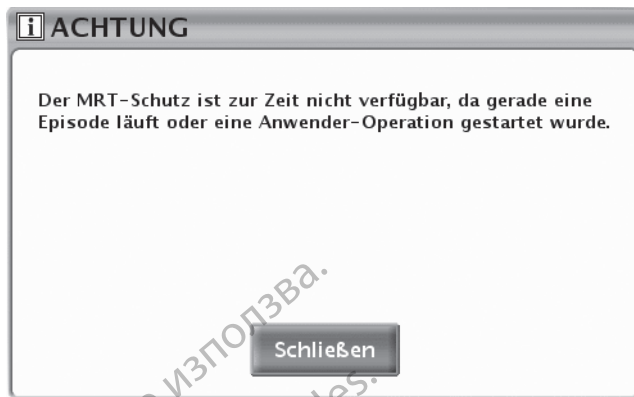 i ACHTUNG
Der MRT-Schutz ist zur Zeit nicht verfügbar, da gerade eine
Episode läuft oder eine Anwender-Operation gestartet wurde.
Schließen